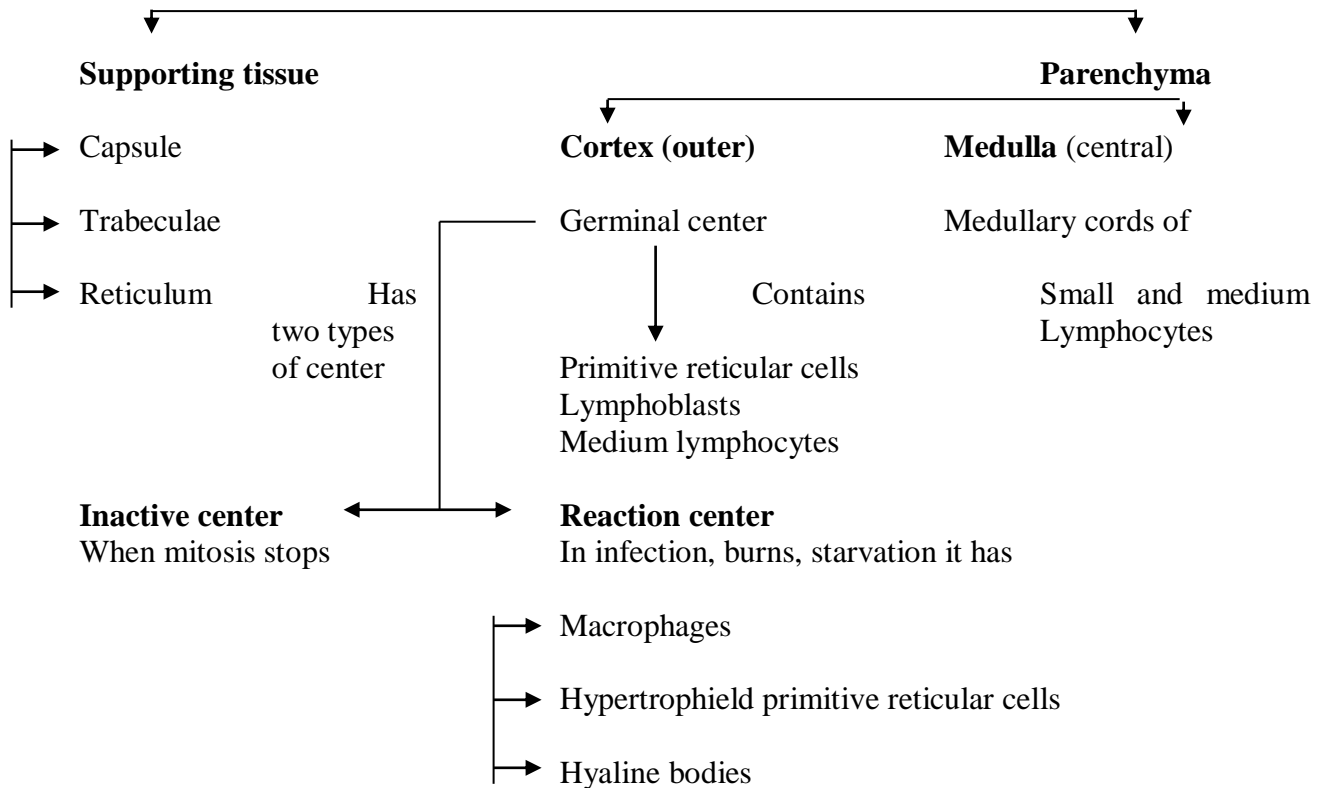 Supporting tissue Parenchyma
Capsule Cortex (outer) Medulla (central)
Trabeculae Germinal center Medullary cords of
Reticulum Has Contains Small and medium
two types Lymphocytes
of center Primitive reticular cells
Lymphoblasts
Medium lymphocytes
Inactive center Reaction center
When mitosis stops In infection, burns, starvation it has
Macrophages
Hypertrophield primitive reticular cells
Hyaline bodies